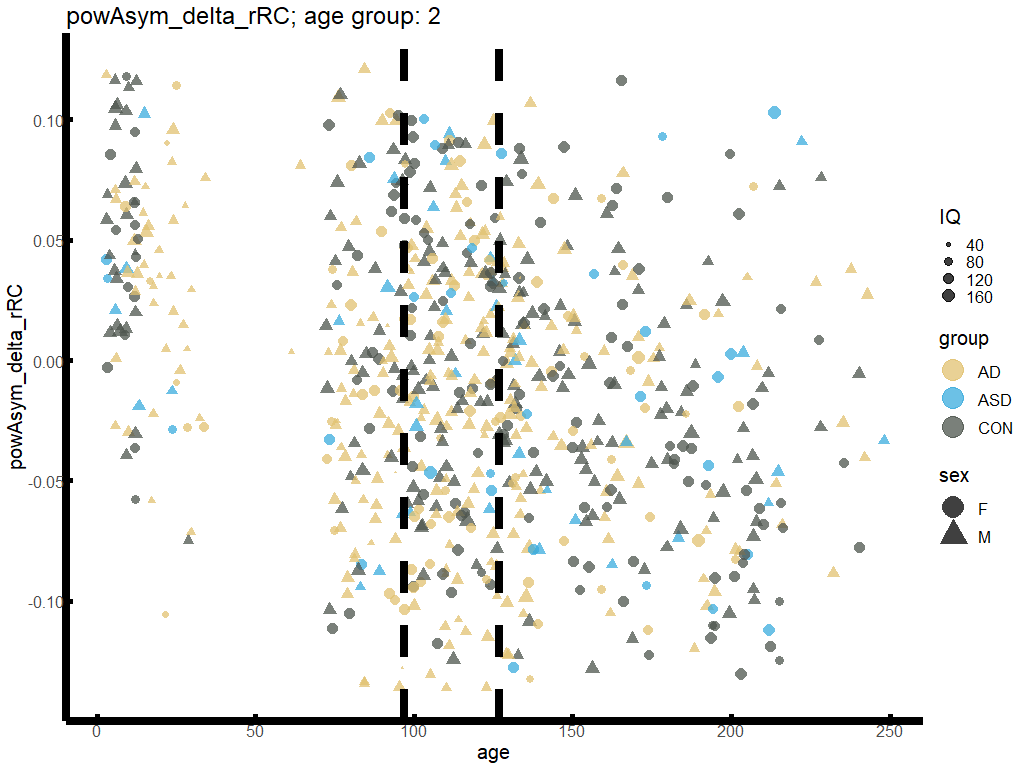 powAsym_delta_rRC; age group: 2
powAsym_delta_rRC
0.10
0.05
0.00
-0.05
-0.10
0
50
100
150
200
250
age
IQ
40
80
120
160
group
AD
ASD
CON
sex
F
M